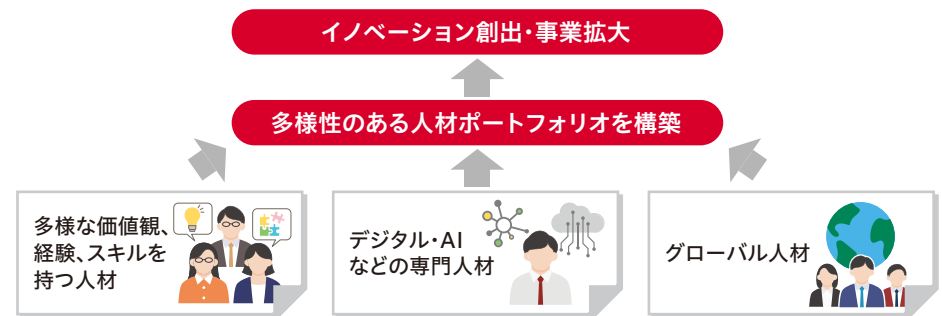 イノベーション創出・事業拡大
多様性のある人材ポートフォリオを構築
多様な価値観、
経験、スキルを
持つ人材
デジタル・AI
などの専門人材
グローバル人材